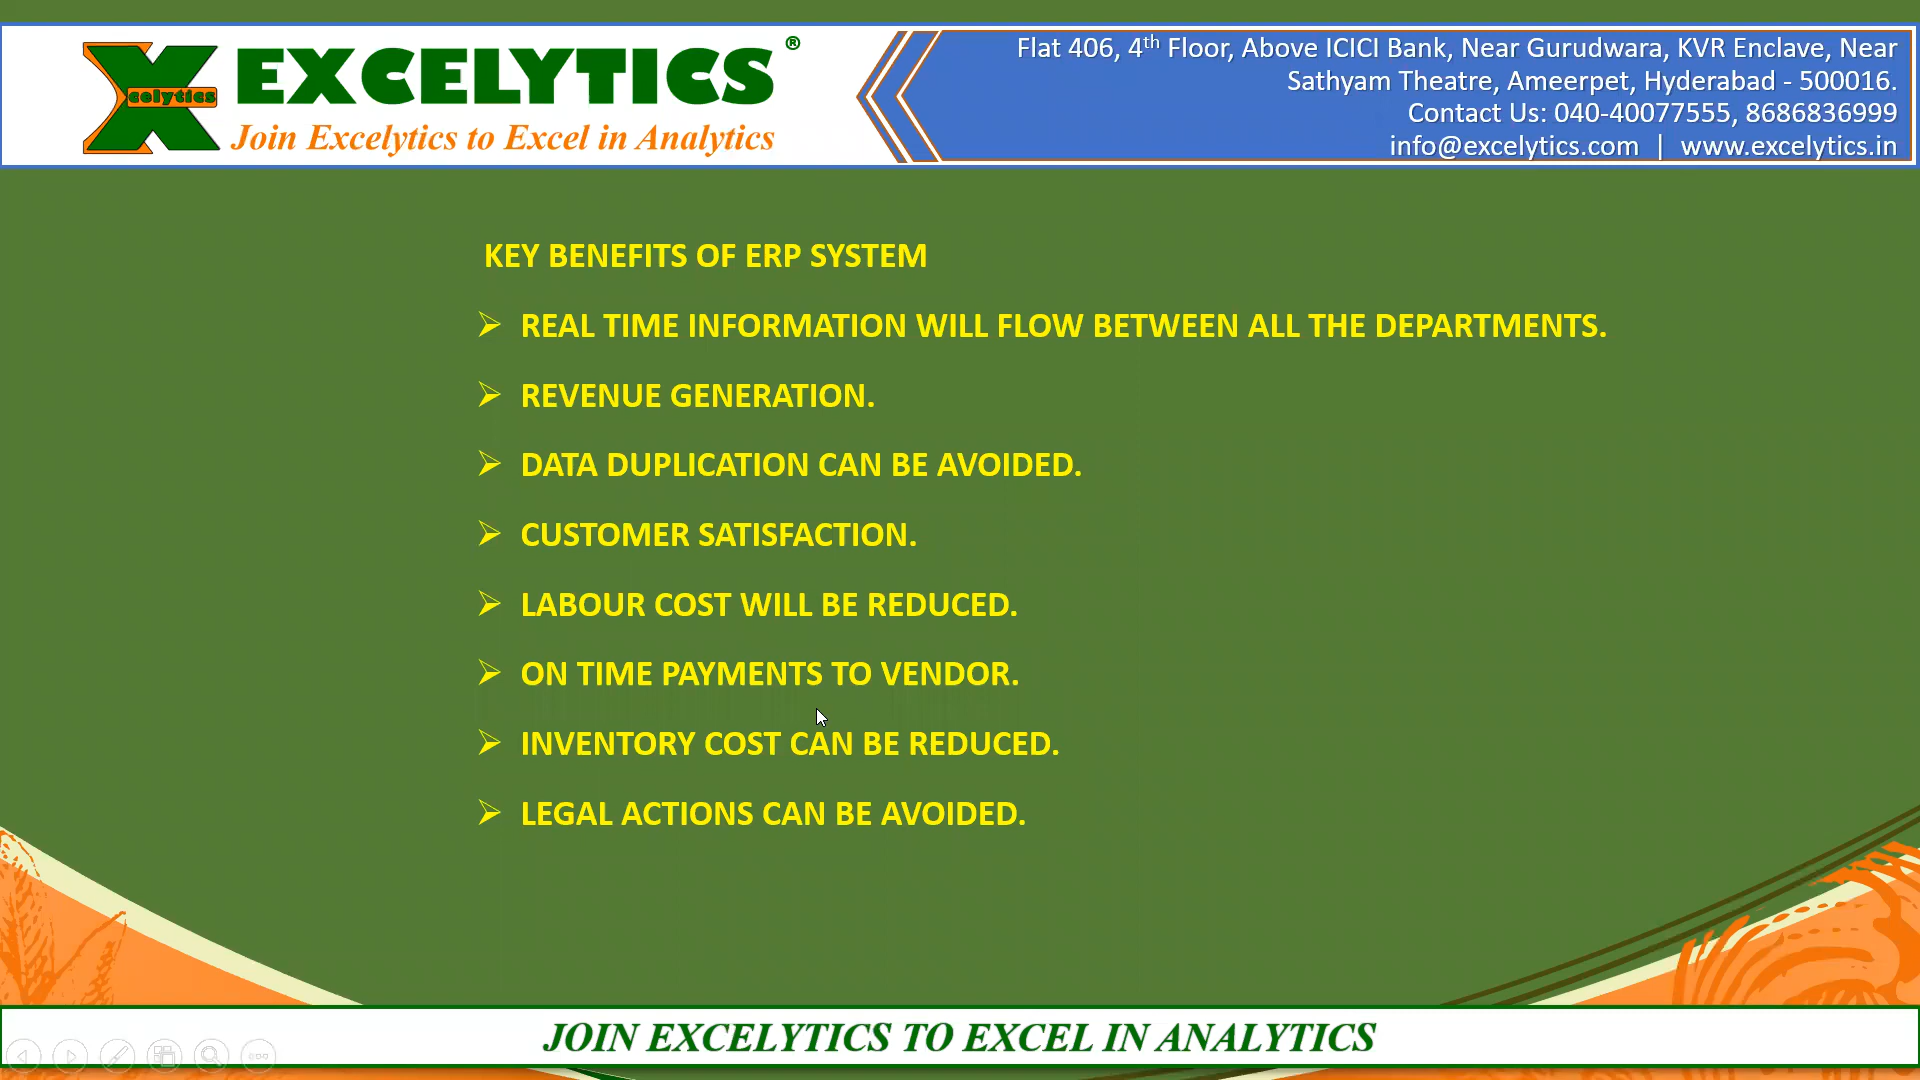 celytics
EXCELYTICS ®
Join Excelytics to Excel in Analytics
Flat 406, 4th Floor, Above ICICI Bank, Near Gurudwara, KVR Enclave, Near
Sathyam Theatre, Ameerpet, Hyderabad - 500016.
Contact Us: 040-40077555, 8686836999
info@excelytics.com | www.excelytics.in
KEY BENEFITS OF ERP SYSTEM
➢ REAL TIME INFORMATION WILL FLOW BETWEEN ALL THE DEPARTMENTS.
➢ REVENUE GENERATION.
➢ DATA DUPLICATION CAN BE AVOIDED.
➢ CUSTOMER SATISFACTION.
➢ LABOUR COST WILL BE REDUCED.
➢ ON TIME PAYMENTS TO VENDOR.
➢ INVENTORY COST CAN BE REDUCED.
➢ LEGAL ACTIONS CAN BE AVOIDED.
JOIN EXCELYTICS TO EXCEL IN ANALYTICS